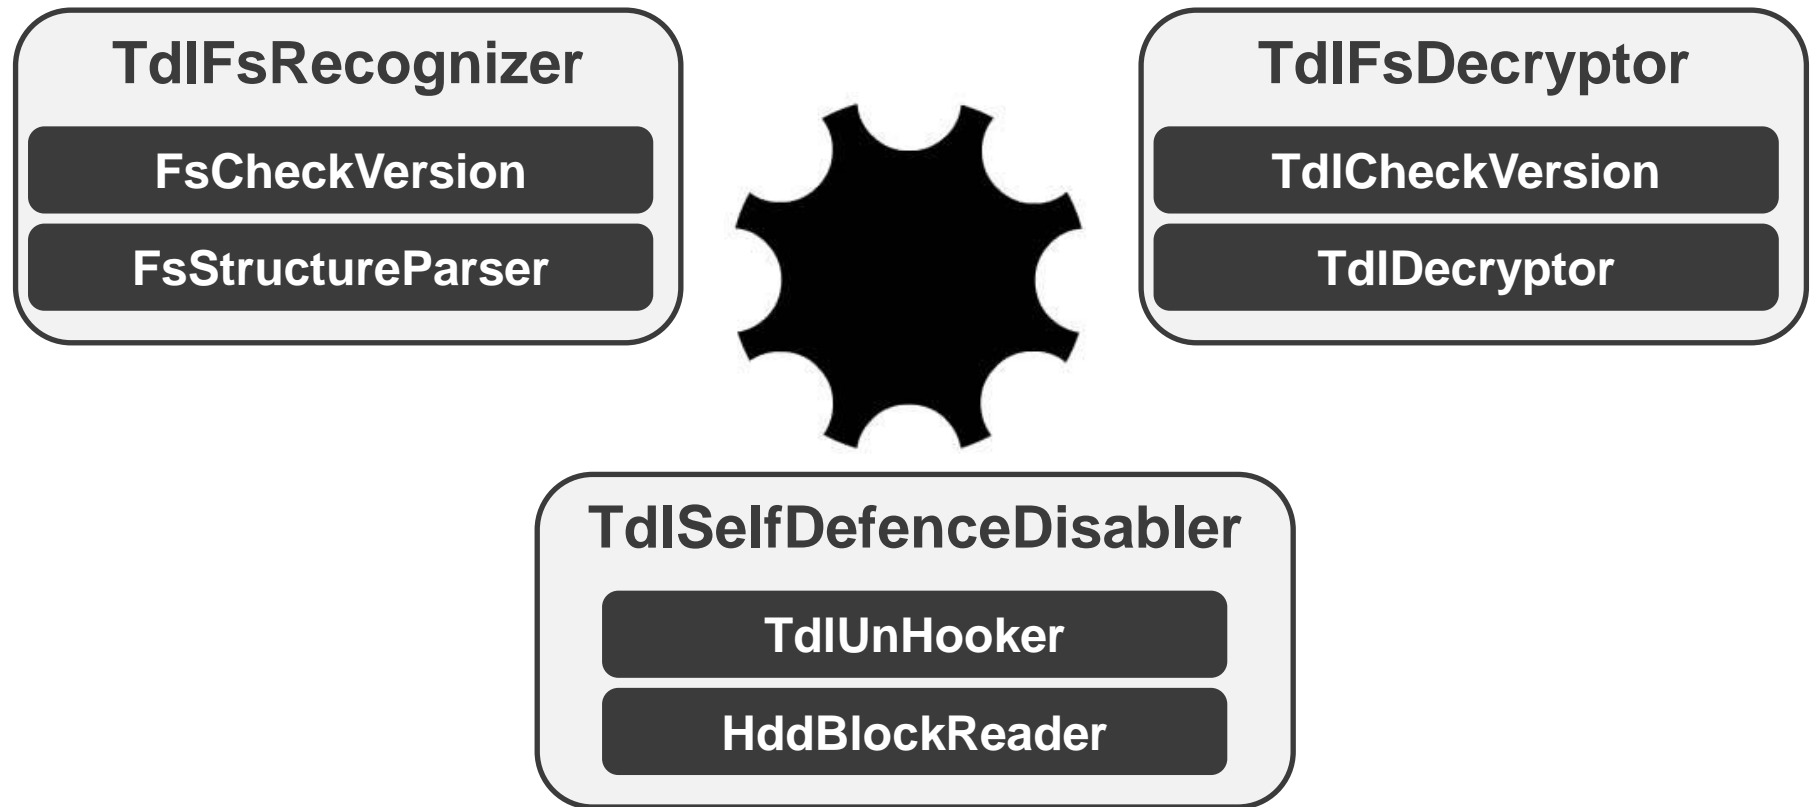 TdlFsRecognizer
FsCheckVersion
FsStructureParser
TdlFsDecryptor
TdlCheckVersion
TdlDecryptor
TdlSelfDefenceDisabler
TdlUnHooker
HddBlockReader